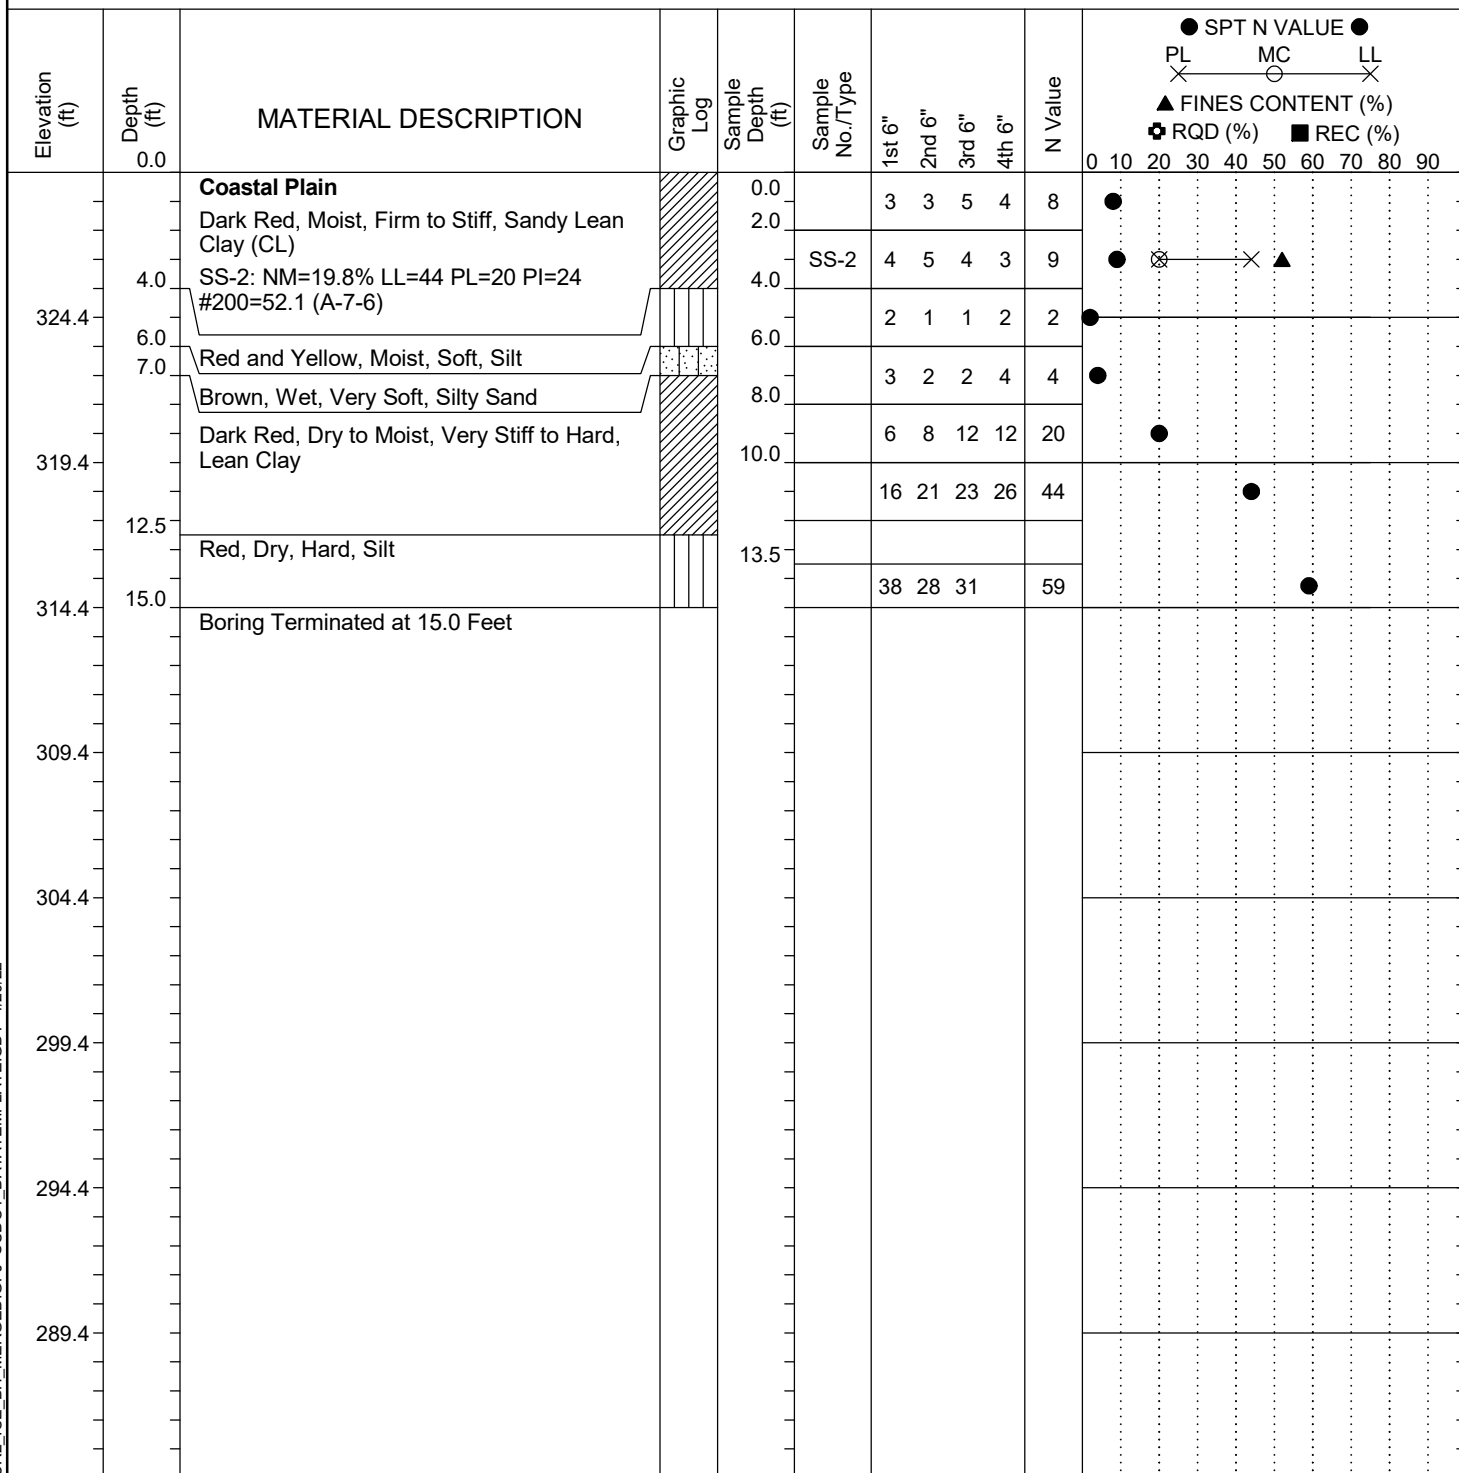 ● SPT N VALUE ●
PL MC LL
▲ FINES CONTENT (%)
RQD (%) ■ REC (%)
0 10 20 30 40 50 60 70 80 90
Elevation (ft)
Depth (ft)
0.0
MATERIAL DESCRIPTION
Graphic Log
Sample Depth (ft)
Sample No./Type
1st 6"
2nd 6"
3rd 6"
4th 6"
N Value
Coastal Plain
Dark Red, Moist, Firm to Stiff, Sandy Lean
Clay (CL)
0.0
3 3 5 4 8
2.0
4.0
SS-2: NM=19.8% LL=44 PL=20 PI=24
#200=52.1 (A-7-6)
SS-2 4 5 4 3 9
4.0
324.4
2 1 1 2 2
6.0
6.0
7.0
Red and Yellow, Moist, Soft, Silt
3 2 2 4 4
8.0
Brown, Wet, Very Soft, Silty Sand
Dark Red, Dry to Moist, Very Stiff to Hard,
Lean Clay
6 8 12 12 20
10.0
319.4
16 21 23 26 44
12.5
Red, Dry, Hard, Silt
13.5
38 28 31 59
15.0
314.4
Boring Terminated at 15.0 Feet
309.4
304.4
299.4
294.4
289.4